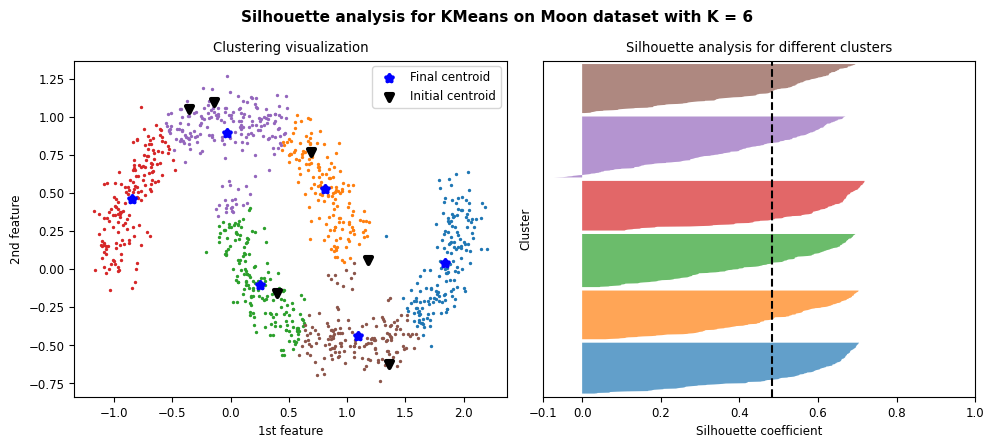 Silhouette analysis for KMeans on Moon dataset with K = 6
Clustering visualization
Final centroid
Initial centroid
1.25
1.00
0.75
0.50
0.25
0.00
−0.25
−0.50
−0.75
2nd feature
−1.0 −0.5 0.0 0.5 1.0 1.5 2.0
1st feature
Silhouette analysis for different clusters
Cluster
−0.1 0.0 0.2 0.4 0.6 0.8 1.0
Silhouette coefficient